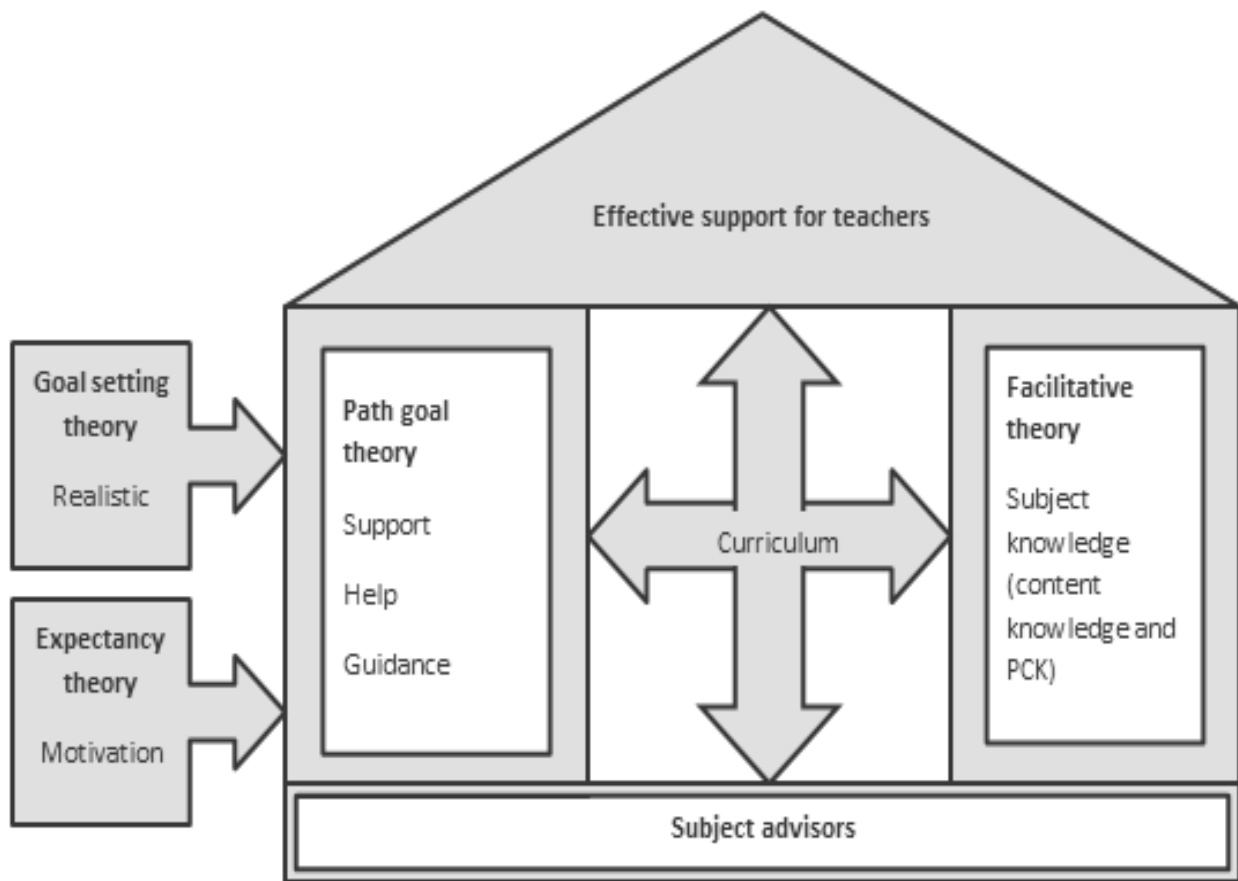 Effective support for teachers
Goal setting
theory
Realistic
Expectancy
theory
Motivation
Path goal
theory
Support
Help
Guidance
Curriculum
Facilitative
theory
Subject
knowledge
(content
knowledge and
PCK)
Subject advisors